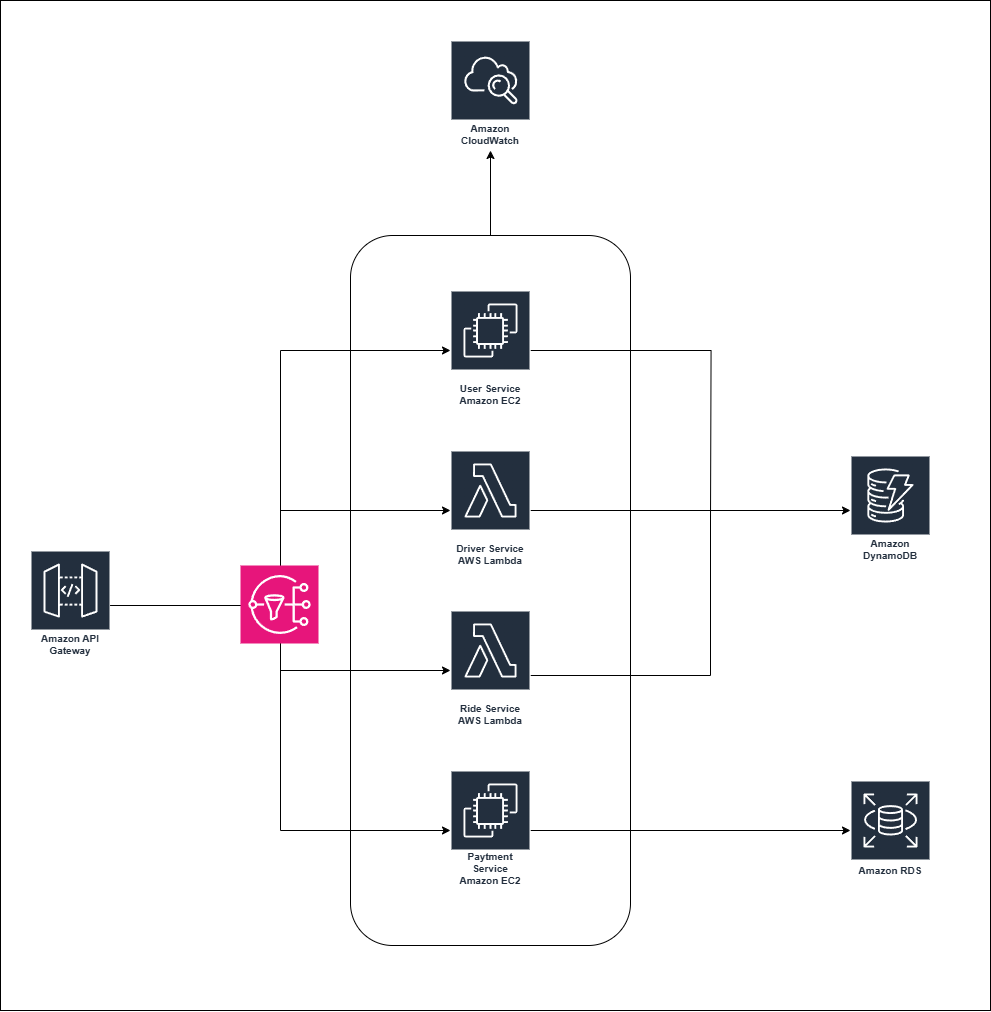 Amazon
CloudWatch
User Service
Amazon EC2
Driver Service
AWS Lambda
Amazon
DynamoDB
</>
Amazon API
Gateway
Ride Service
AWS Lambda
Paytment
Service
Amazon EC2
Amazon RDS